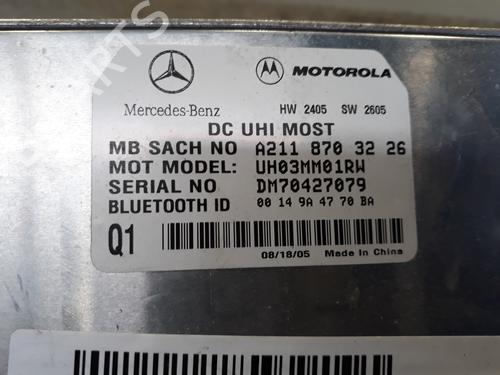 MOTOROLA
Mercedes-Benz HW 2405 SW 2605
DC UHI MOST
MB SACH NO A211 870 32 26
MOT MODEL: UH03MM01RW
SERIAL NO DM70427079
BLUETOOTH ID 00 14 9A 47 70 BA
Q1
08/18/05 Made In China